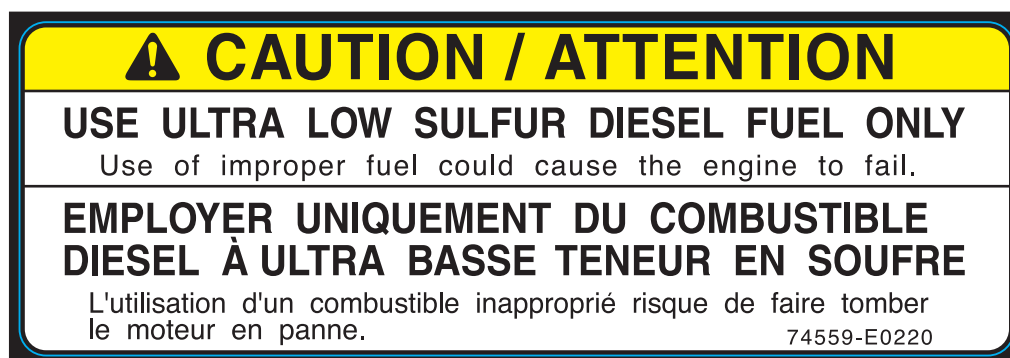 CAUTION / ATTENTION
USE ULTRA LOW SULFUR DIESEL FUEL ONLY
Use of improper fuel could cause the engine to fail.
EMPLOYER UNIQUEMENT DU COMBUSTIBLE
DIESEL À ULTRA BASSE TENEUR EN SOUFRE
L'utilisation d'un combustible inapproprié risque de faire tomber
le moteur en panne.
74559-E0220